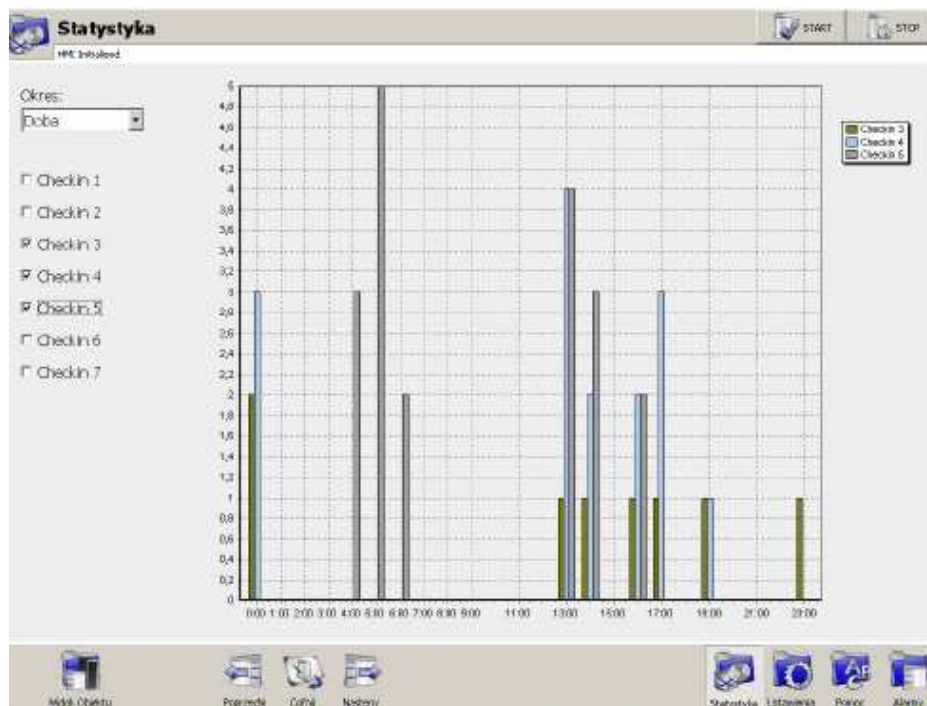 Statystyka
START
STOP
HMI Initialised
Okres:
Doba
Checkin 1
Checkin 2
Checkin 3
Checkin 4
Checkin 5
Checkin 6
Checkin 7
5
4,8
4,6
4,4
4,2
4
3,8
3,6
3,4
3,2
3
2,8
2,6
2,4
2,2
2
1,8
1,6
1,4
1,2
1
0,8
0,6
0,4
0,2
0
0:00 1:00 2:00 3:00 4:00 5:00 6:00 7:00 8:00 9:00 11:00 13:00 15:00 17:00 19:00 21:00 23:00
Checkin 3
Checkin 4
Checkin 5
Widok Obiektu
Poprzedni
Cofnij
Następny
Statystyka
Ustawienia
Pomoc
Alarmy